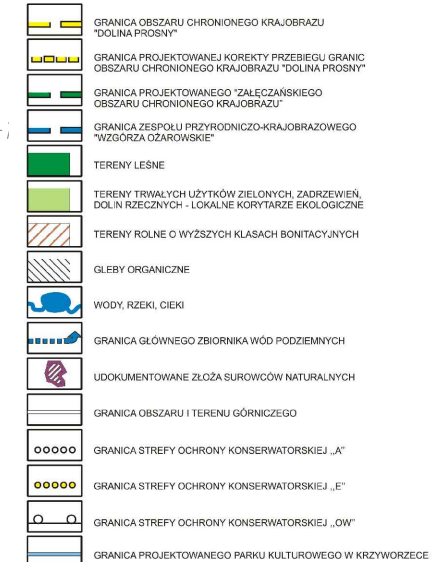 GRANICA OBSZARU CHRONIONEGO KRAJOBRAZU
"DOLINA PROSNY"
GRANICA PROJEKTOWANEJ KOREKTY PRZEBIEGU GRANIC
OBSZARU CHRONIONEGO KRAJOBRAZU "DOLINA PROSNY"
GRANICA PROJEKTOWANEGO "ZAŁĘCZAŃSKIEGO
OBSZARU CHRONIONEGO KRAJOBRAZU"
GRANICA ZESPOŁU PRZYRODNICZO-KRAJOBRAZOWEGO
"WZGÓRZA OŻAROWSKIE"
TERENY LEŚNE
TERENY TRWAŁYCH UŻYTKÓW ZIELONYCH, ZADRZEWIEŃ,
DOLIN RZECZNYCH - LOKALNE KORYTARZE EKOLOGICZNE
TERENY ROLNE O WYŻSZYCH KLASACH BONITACYJNYCH
GLEBY ORGANICZNE
WODY, RZEKI, CIEKI
GRANICA GŁÓWNEGO ZBIORNIKA WÓD PODZIEMNYCH
UDOKUMENTOWANE ZŁOŻA SUROWCÓW NATURALNYCH
GRANICA OBSZARU I TERENU GÓRNICZEGO
GRANICA STREFY OCHRONY KONSERWATORSKIEJ ,,A"
GRANICA STREFY OCHRONY KONSERWATORSKIEJ ,,E"
GRANICA STREFY OCHRONY KONSERWATORSKIEJ ,,OW"
GRANICA PROJEKTOWANEGO PARKU KULTUROWEGO W KRZYWORZECE